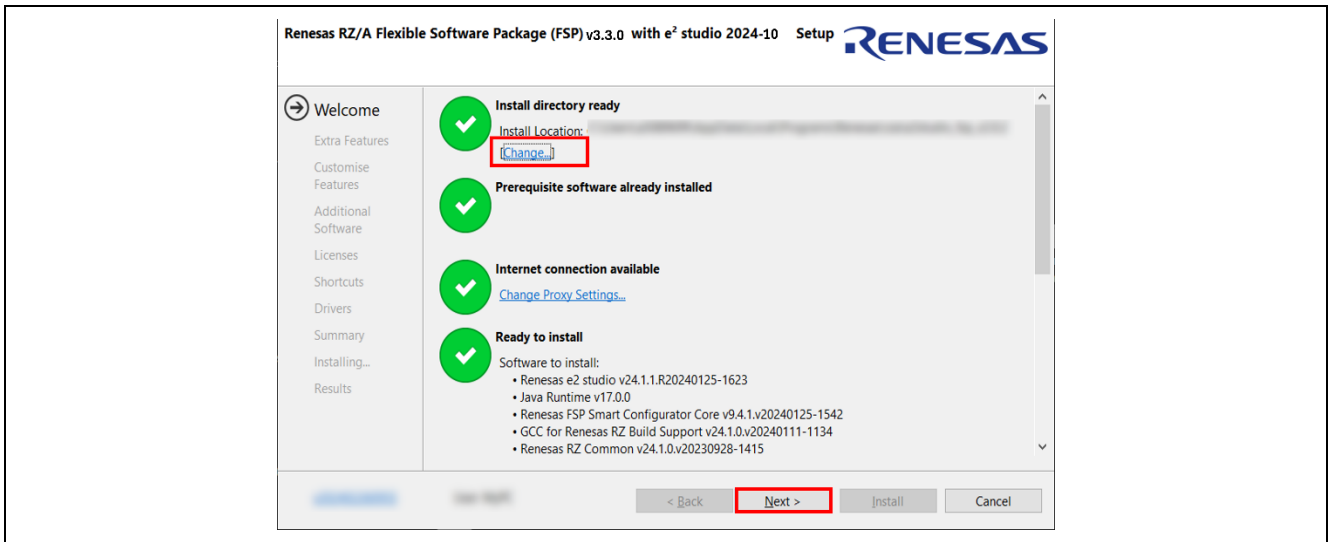 Renesas RZ/A Flexible Software Package (FSP) v3.3.0 with e² studio 2024-10 Setup
RENESAS
Welcome
Extra Features
Customise
Features
Additional
Software
Licenses
Shortcuts
Drivers
Summary
Installing...
Results
Install directory ready
Install Location:
[Change...]
Prerequisite software already installed
Internet connection available
Change Proxy Settings...
Ready to install
Software to install:
• Renesas e2 studio v24.1.1.R20240125-1623
• Java Runtime v17.0.0
• Renesas FSP Smart Configurator Core v9.4.1.v20240125-1542
• GCC for Renesas RZ Build Support v24.1.0.v20240111-1134
• Renesas RZ Common v24.1.0.v20230928-1415
< Back Next > Install Cancel